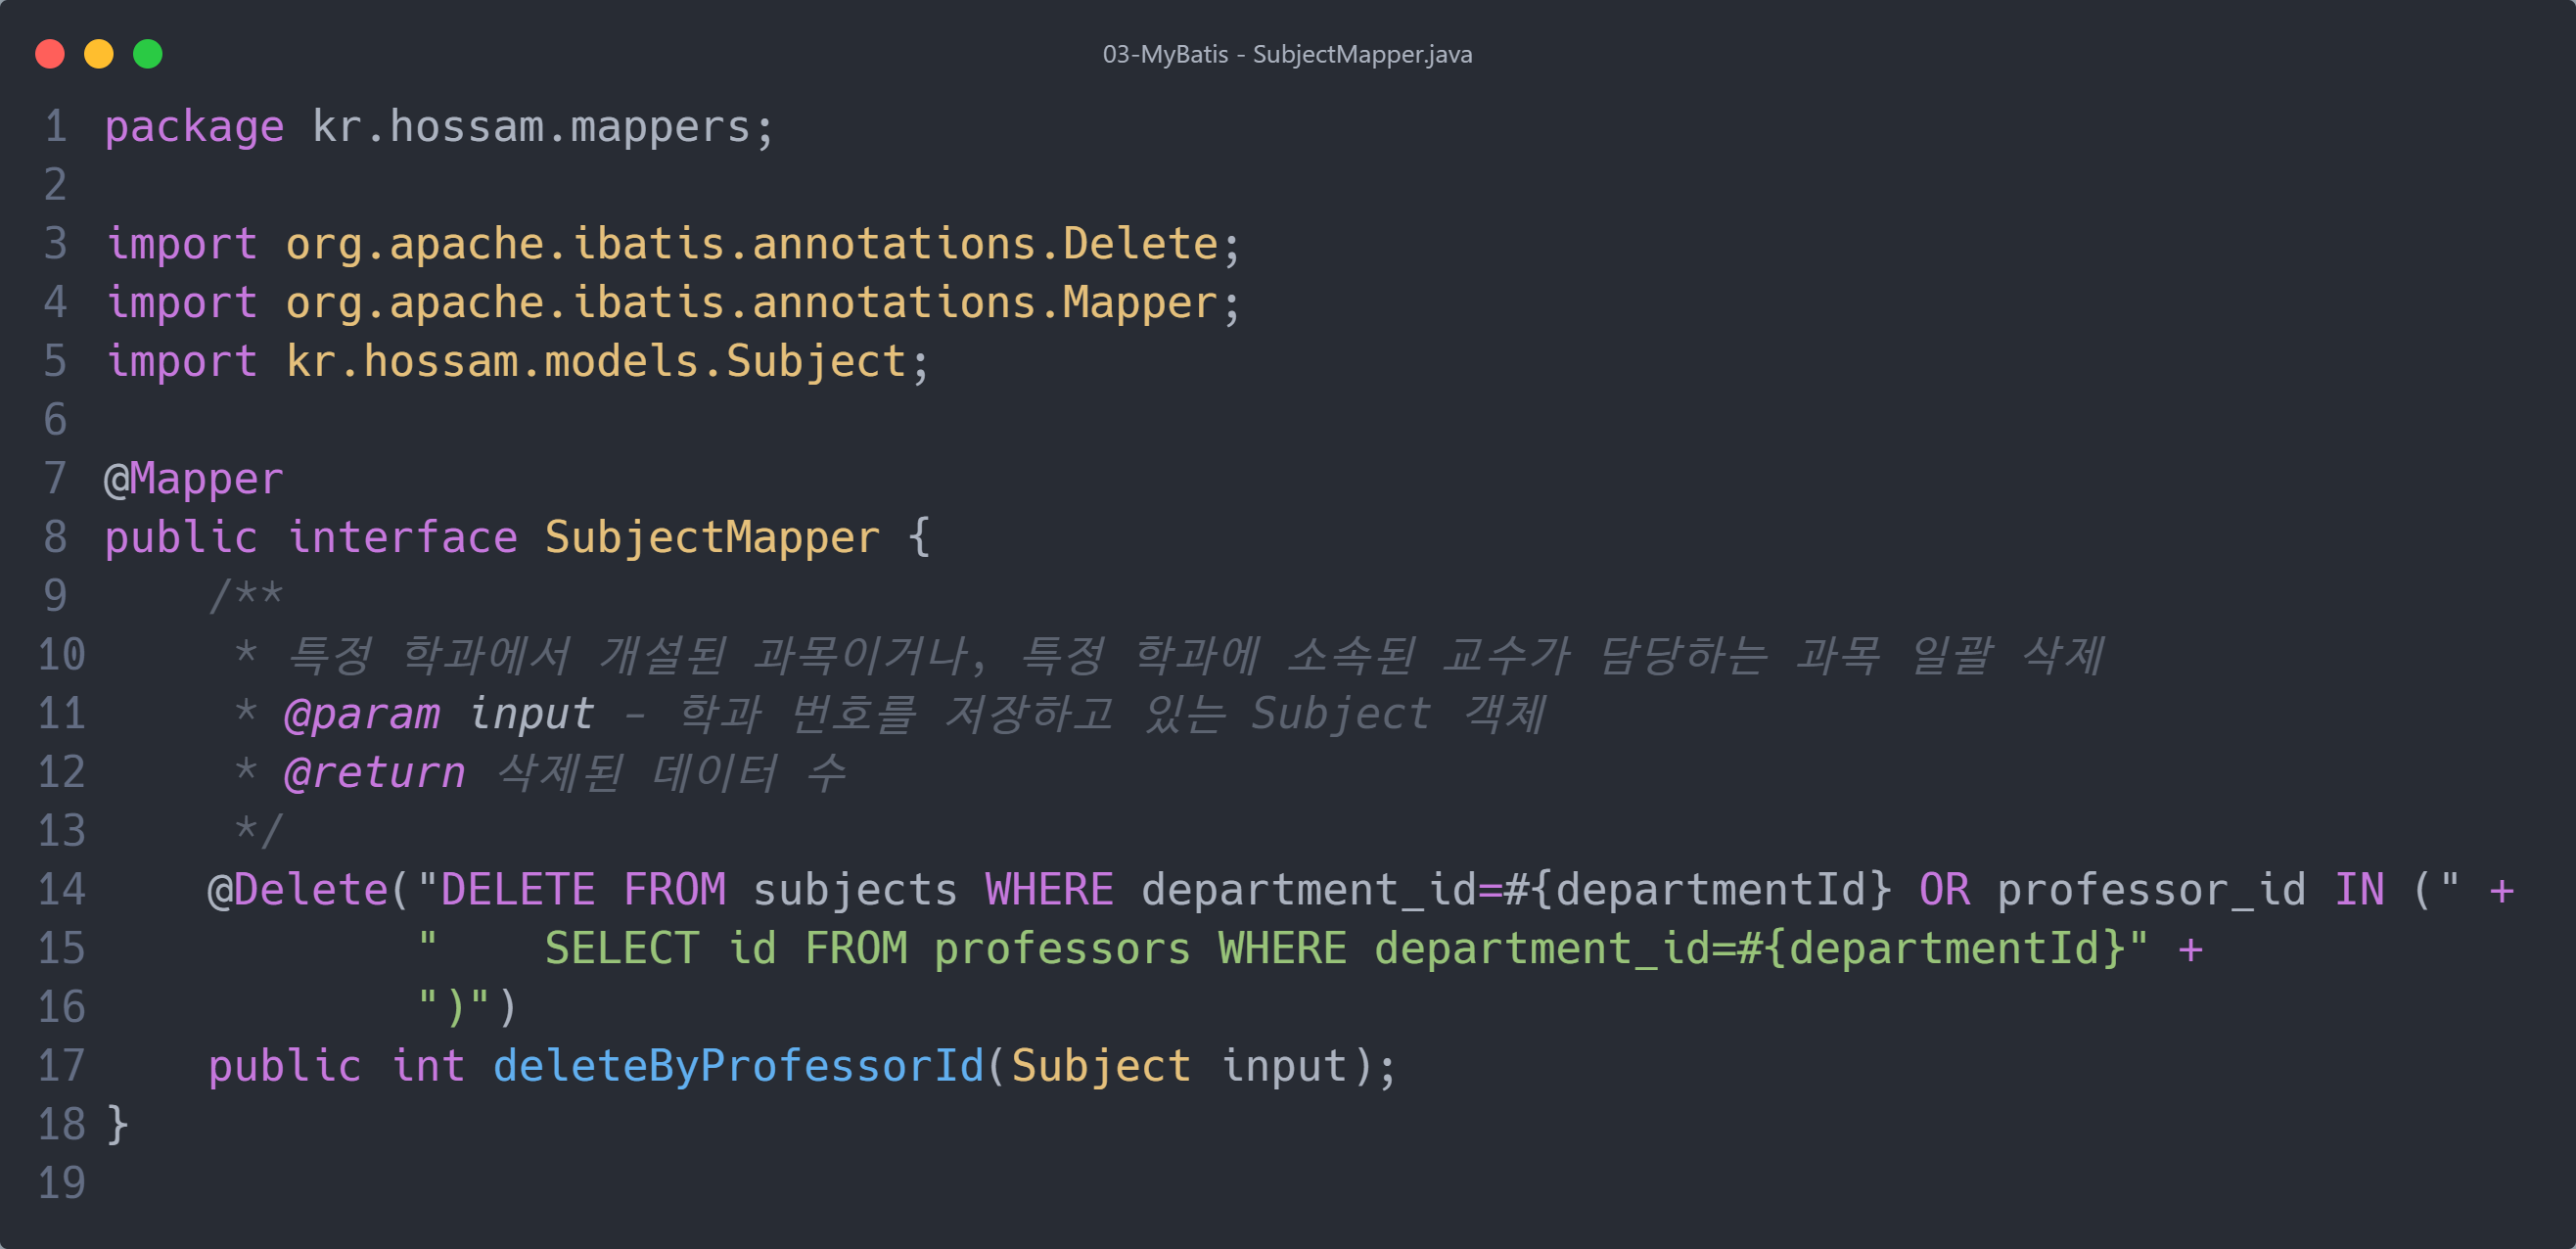 03-MyBatis - SubjectMapper.java
1 package kr.hossam.mappers;
2
3 import org.apache.ibatis.annotations.Delete;
4 import org.apache.ibatis.annotations.Mapper;
5 import kr.hossam.models.Subject;
6
7 @Mapper
8 public interface SubjectMapper {
9     /**
10      * 특정 학과에서 개설된 과목이거나, 특정 학과에 소속된 교수가 담당하는 과목 일괄 삭제
11      * @param input - 학과 번호를 저장하고 있는 Subject 객체
12      * @return 삭제된 데이터 수
13      */
14     @Delete("DELETE FROM subjects WHERE department_id=#{departmentId} OR professor_id IN (" +
15             "    SELECT id FROM professors WHERE department_id=#{departmentId}" +
16             ")")
17     public int deleteByProfessorId(Subject input);
18 }
19